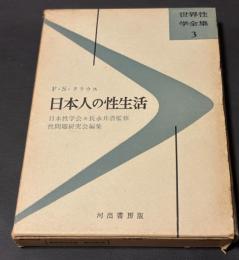 世界性
学全集
3
F・S・クラウス
日本人の性生活
日本性学会々長永井潜監修
性問題研究会編集
河出書房版